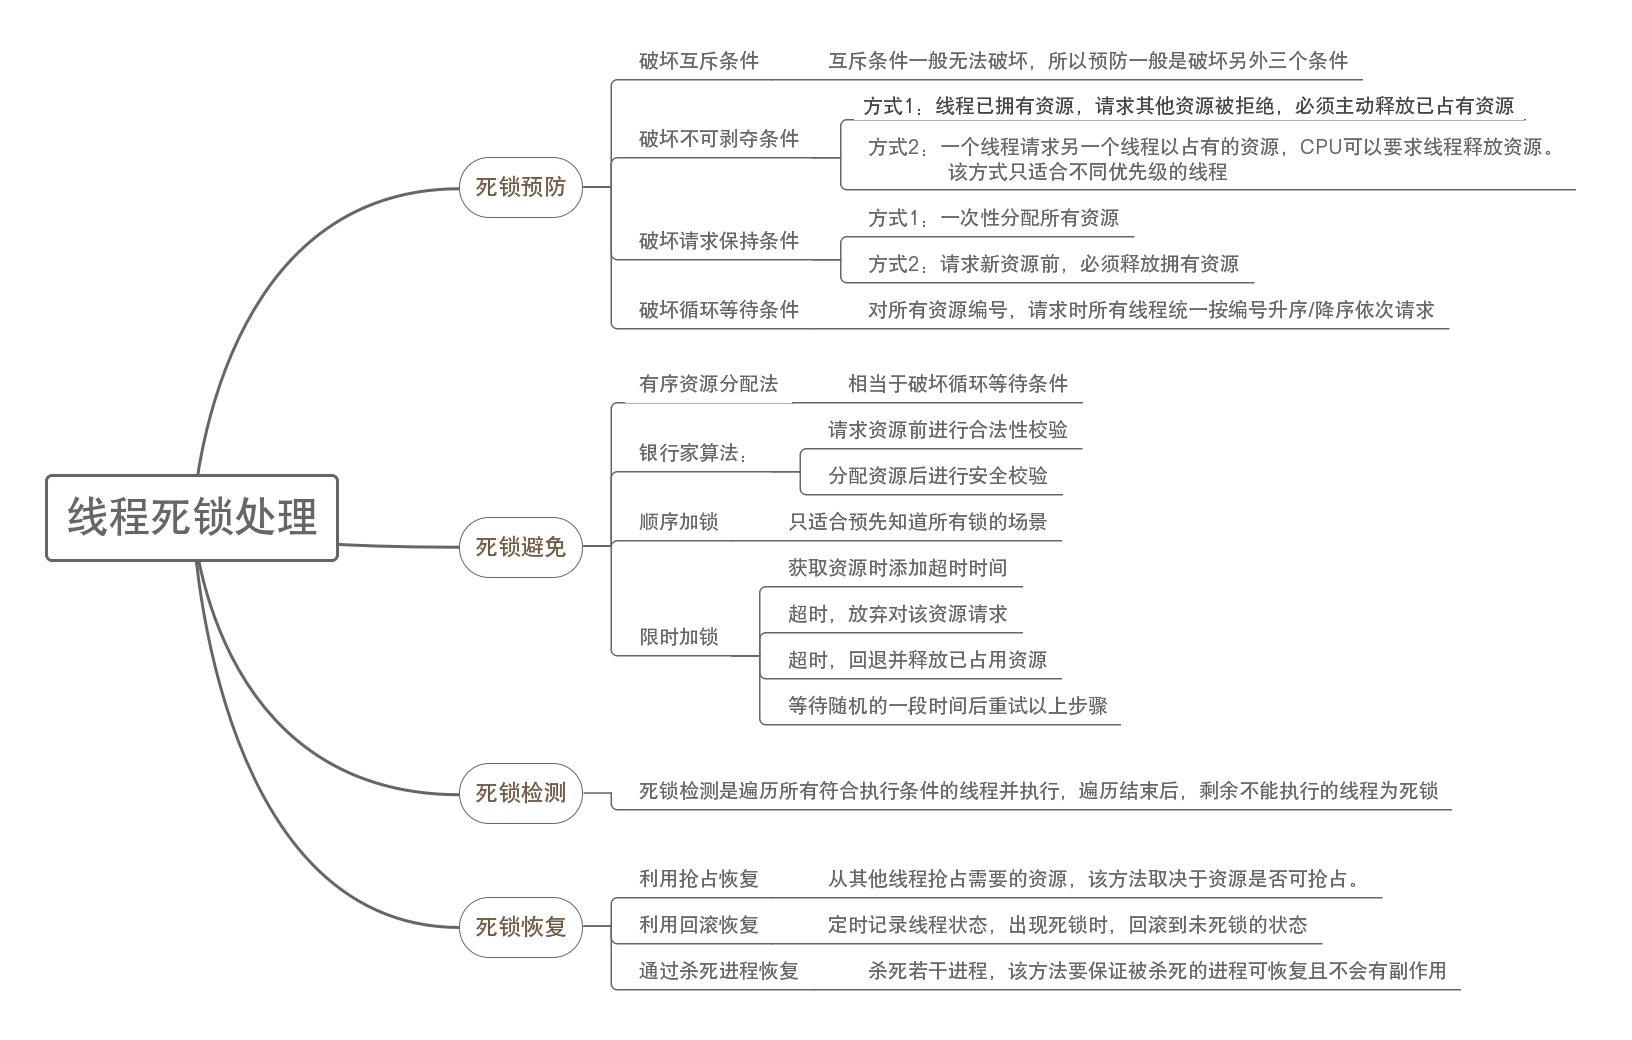 线程死锁处理
死锁预防
破坏互斥条件
互斥条件一般无法破坏，所以预防一般是破坏另外三个条件
破坏不可剥夺条件
方式1：线程已拥有资源，请求其他资源被拒绝，必须主动释放已占有资源
方式2：一个线程请求另一个线程以占有的资源，CPU可以要求线程释放资源。
该方式只适合不同优先级的线程
破坏请求保持条件
方式1：一次性分配所有资源
方式2：请求新资源前，必须释放拥有资源
破坏循环等待条件
对所有资源编号，请求时所有线程统一按编号升序/降序依次请求
死锁避免
有序资源分配法
相当于破坏循环等待条件
银行家算法：
请求资源前进行合法性校验
分配资源后进行安全校验
顺序加锁
只适合预先知道所有锁的场景
限时加锁
获取资源时添加超时时间
超时，放弃对该资源请求
超时，回退并释放已占用资源
等待随机的一段时间后重试以上步骤
死锁检测
死锁检测是遍历所有符合执行条件的线程并执行，遍历结束后，剩余不能执行的线程为死锁
死锁恢复
利用抢占恢复
从其他线程抢占需要的资源，该方法取决于资源是否可抢占。
利用回滚恢复
定时记录线程状态，出现死锁时，回滚到未死锁的状态
通过杀死进程恢复
杀死若干进程，该方法要保证被杀死的进程可恢复且不会有副作用